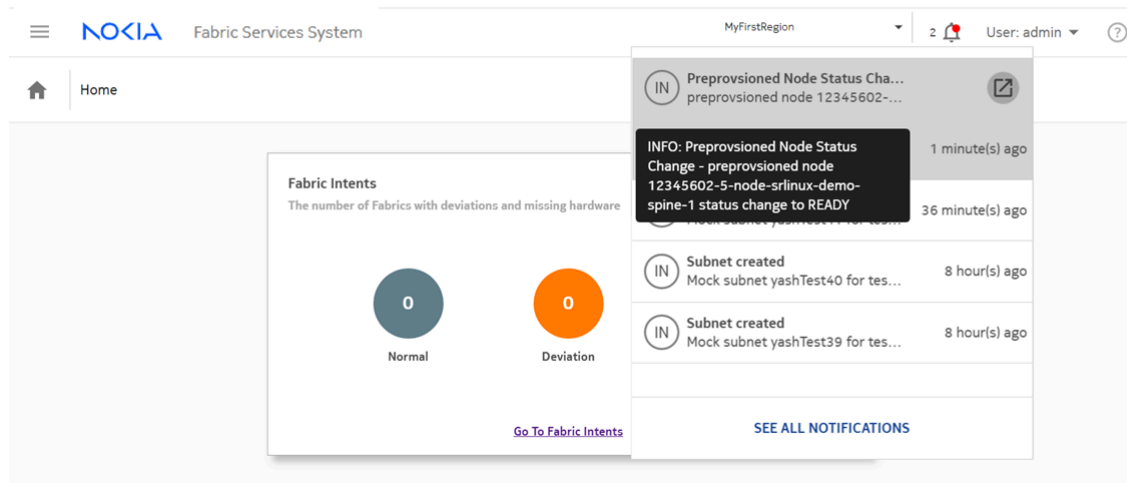 NOKIA Fabric Services System
MyFirstRegion
2
User: admin
?
Home
Fabric Intents
The number of Fabrics with deviations and missing hardware
0
Normal
0
Deviation
Go To Fabric Intents
IN
Preprovsioned Node Status Cha...
preprovsioned node 12345602-...
1 minute(s) ago
INFO: Preprovsioned Node Status
Change - preprovsioned node
12345602-5-node-srlinux-demo-
spine-1 status change to READY
36 minute(s) ago
IN
Subnet created
Mock subnet yashTest40 for tes...
8 hour(s) ago
IN
Subnet created
Mock subnet yashTest39 for tes...
8 hour(s) ago
SEE ALL NOTIFICATIONS